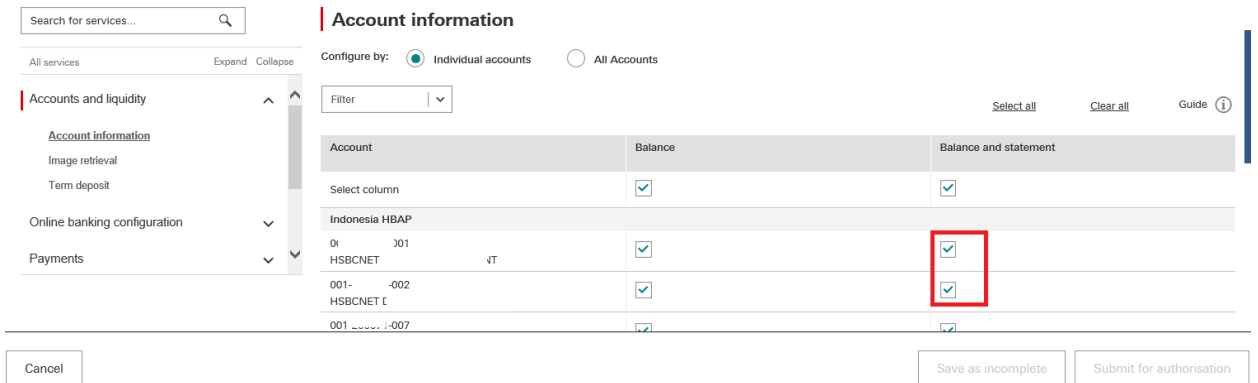 Search for services...
All services Expand Collapse
Accounts and liquidity
Account information
Image retrieval
Term deposit
Online banking configuration
Payments
Account information
Configure by: Individual accounts All Accounts
Filter Select all Clear all Guide
Account Balance Balance and statement
Select column
Indonesia HBAP
001
HSBCNET
001- -002
HSBCNET
001 -007
Cancel Save as incomplete Submit for authorisation